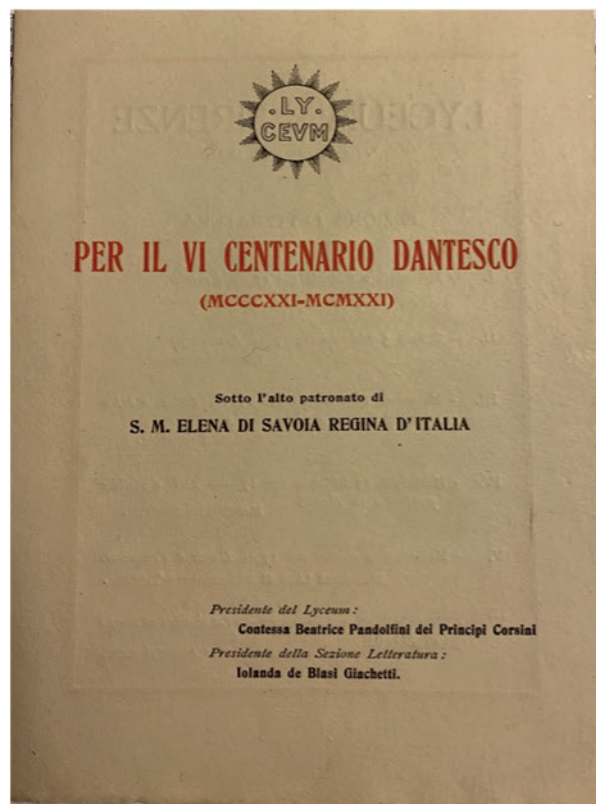 .LY.
CEVM
PER IL VI CENTENARIO DANTESCO
(MCCCXXI-MCMXXI)
Sotto l'alto patronato di
S. M. ELENA DI SAVOIA REGINA D'ITALIA
Presidente del Lyceum:
Contessa Beatrice Pandolfini dei Principi Corsini
Presidente della Sezione Letteratura:
Iolanda de Blasi Giachetti.